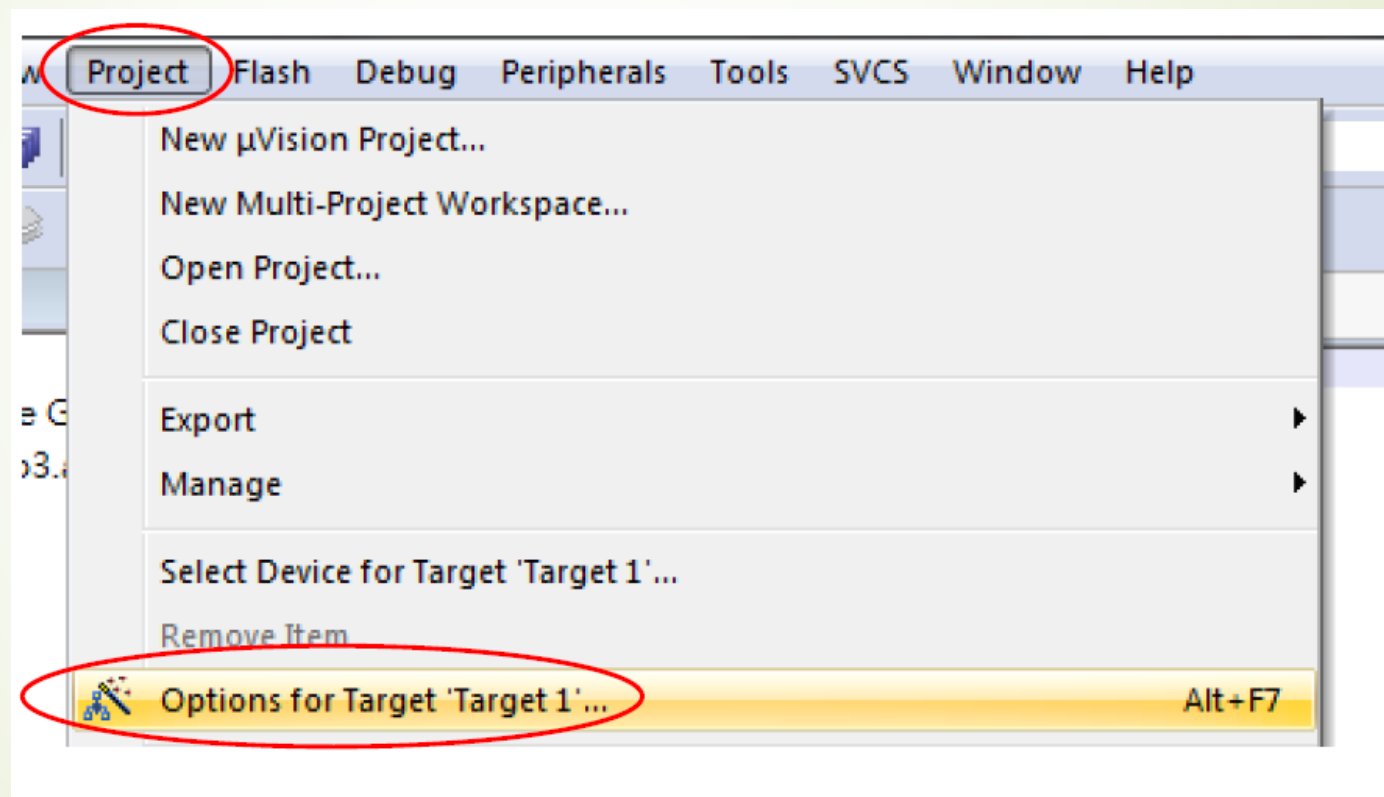 Project Flash Debug Peripherals Tools SVCS Window Help
New µVision Project...
New Multi-Project Workspace...
Open Project...
Close Project
Export
Manage
Select Device for Target 'Target 1'...
Remove Item
Options for Target 'Target 1'... Alt+F7